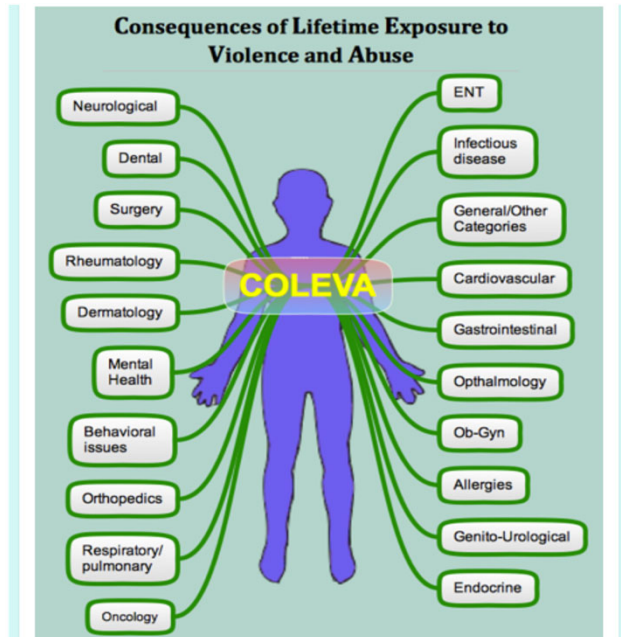 Consequences of Lifetime Exposure to
Violence and Abuse
Neurological
Dental
Surgery
Rheumatology
Dermatology
Mental
Health
Behavioral
issues
Orthopedics
Respiratory/
pulmonary
Oncology
COLEVA
ENT
Infectious
disease
General/Other
Categories
Cardiovascular
Gastrointestinal
Opthalmology
Ob-Gyn
Allergies
Genito-Urological
Endocrine